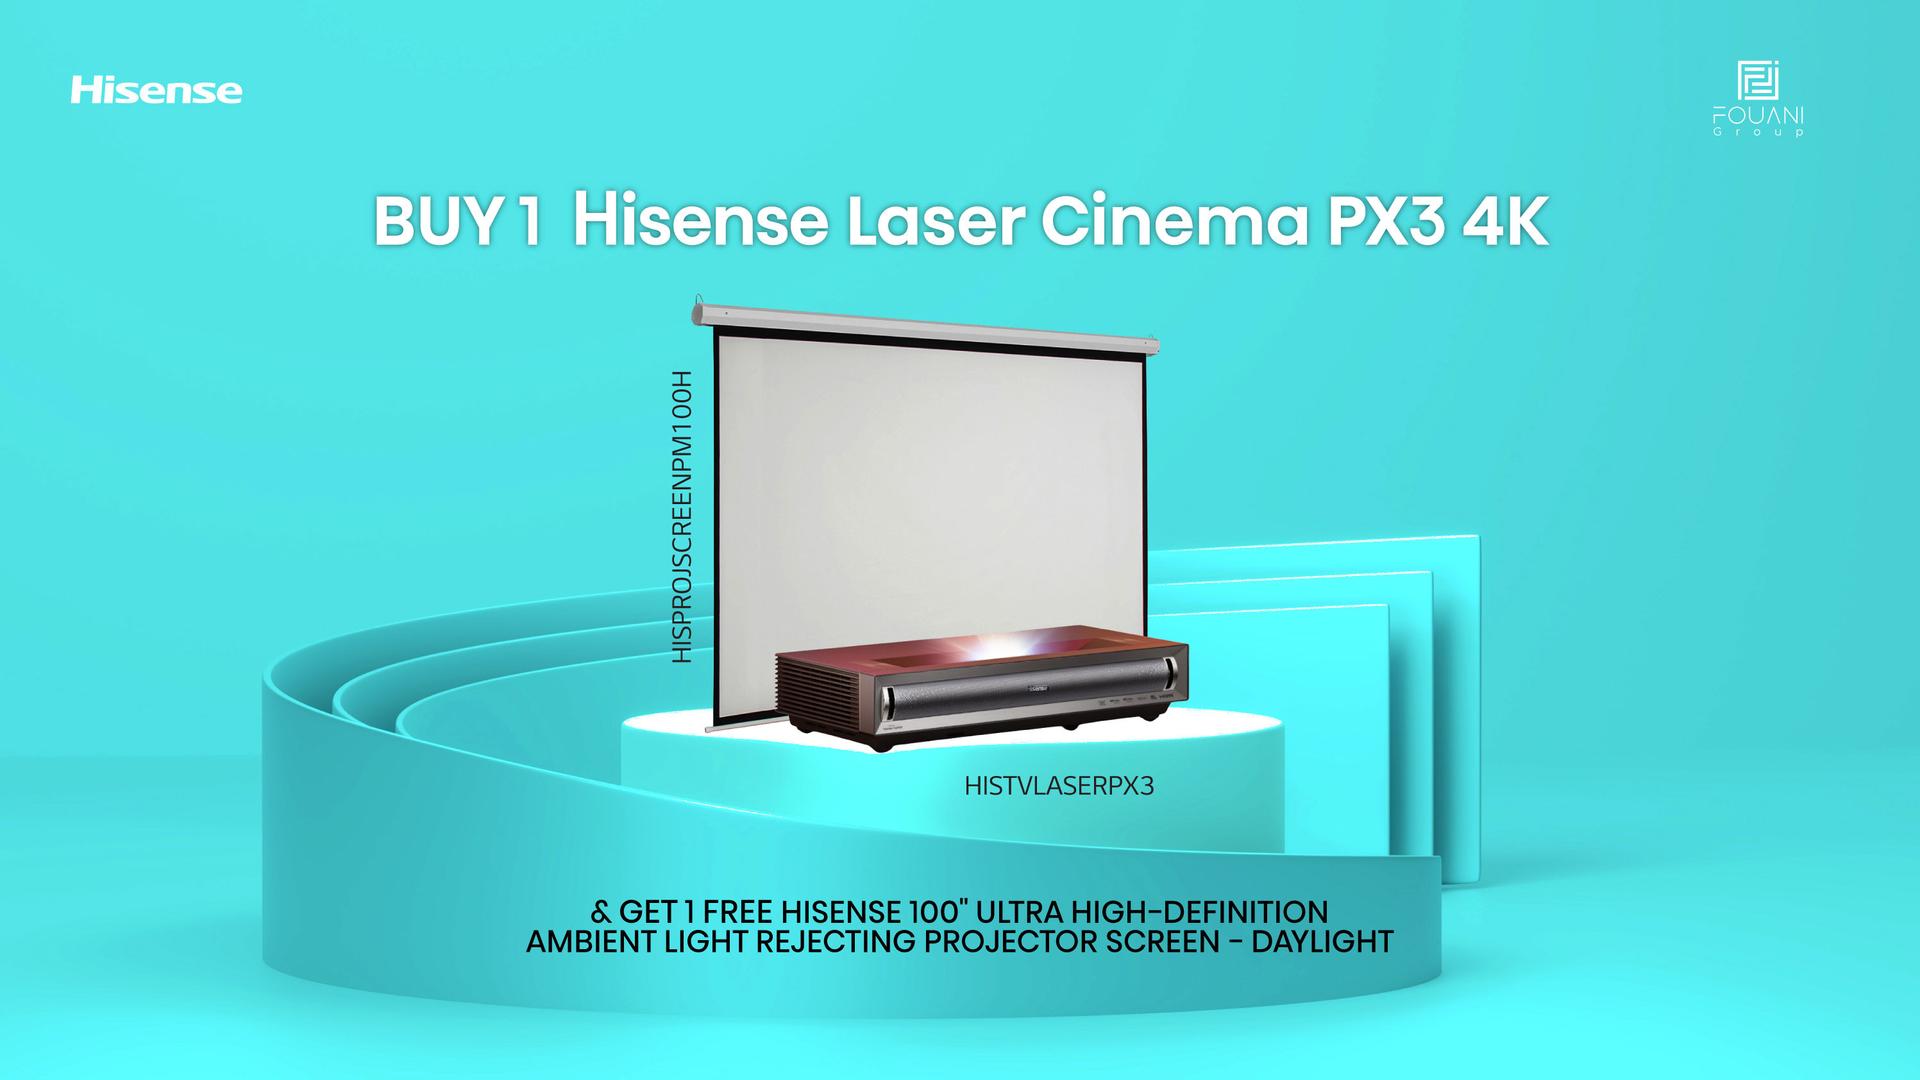 Hisense
FOUANI
Group
BUY 1 Hisense Laser Cinema PX3 4K
HISPROJSCREENPM100H
Hisense
HISTVLASERPX3
& GET 1 FREE HISENSE 100" ULTRA HIGH-DEFINITION
AMBIENT LIGHT REJECTING PROJECTOR SCREEN - DAYLIGHT